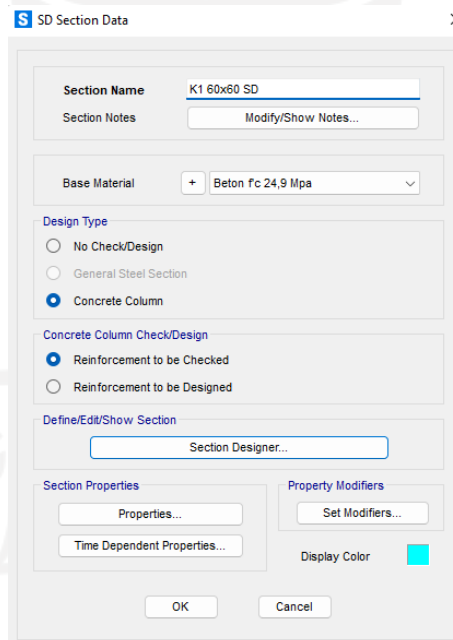 S SD Section Data
Section Name K1 60x60 SD
Section Notes Modify/Show Notes...
Base Material + Beton f'c 24,9 Mpa
Design Type
No Check/Design
General Steel Section
Concrete Column
Concrete Column Check/Design
Reinforcement to be Checked
Reinforcement to be Designed
Define/Edit/Show Section
Section Designer...
Section Properties Property Modifiers
Properties... Set Modifiers...
Time Dependent Properties... Display Color
OK Cancel